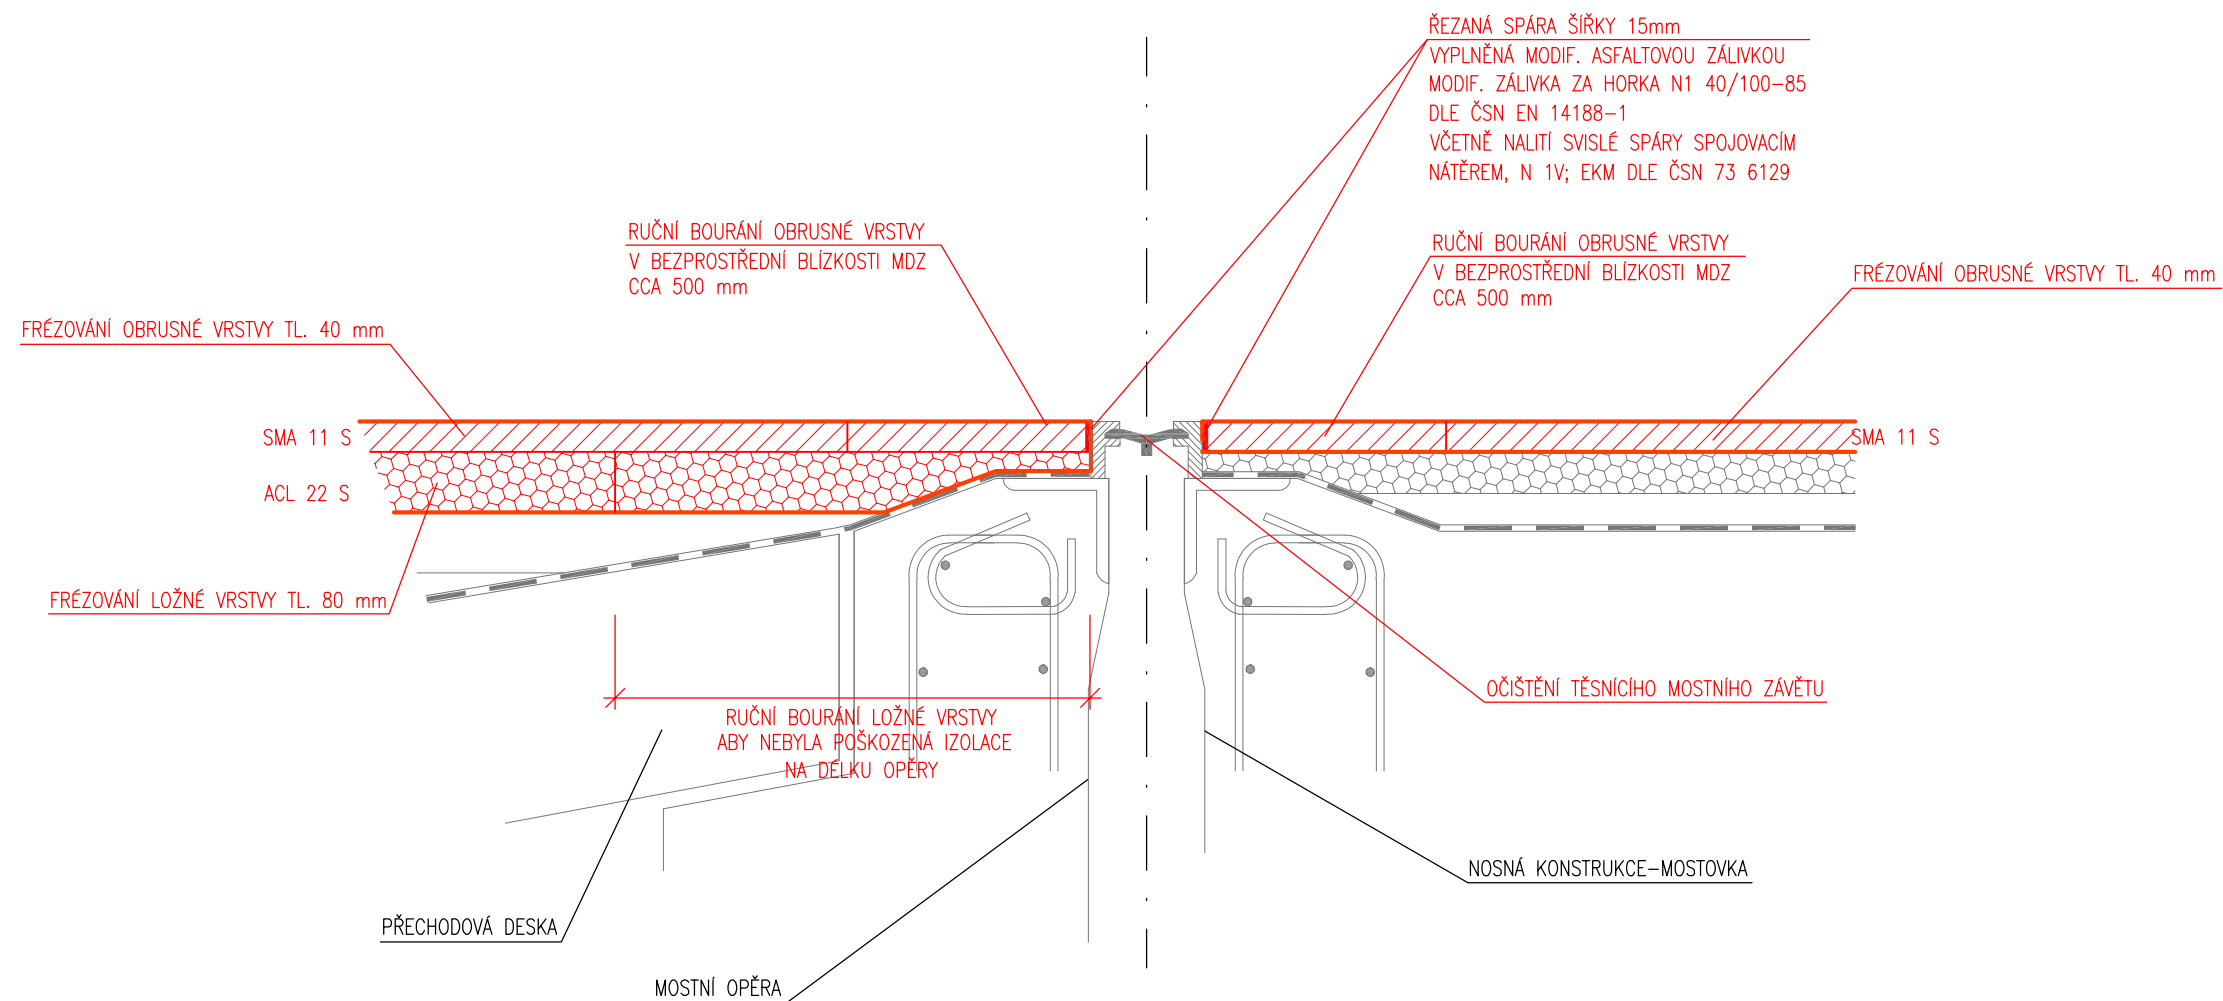 ŘEZANÁ SPÁRA ŠÍŘKY 15mm
VYPLNĚNÁ MODIF. ASFALTOVOU ZÁLIVKOU
MODIF. ZÁLIVKA ZA HORKA N1 40/100-85
DLE ČSN EN 14188-1
VČETNĚ NALITÍ SVISLÉ SPÁRY SPOJOVACÍM
NÁTĚREM, N 1V; EKM DLE ČSN 73 6129
RUČNÍ BOURÁNÍ OBRUSNÉ VRSTVY
V BEZPROSTŘEDNÍ BLÍZKOSTI MDZ
CCA 500 mm
RUČNÍ BOURÁNÍ OBRUSNÉ VRSTVY
V BEZPROSTŘEDNÍ BLÍZKOSTI MDZ
CCA 500 mm
FRÉZOVÁNÍ OBRUSNÉ VRSTVY TL. 40 mm
FRÉZOVÁNÍ OBRUSNÉ VRSTVY TL. 40 mm
SMA 11 S
SMA 11 S
ACL 22 S
FRÉZOVÁNÍ LOŽNÉ VRSTVY TL. 80 mm
OČIŠTĚNÍ TĚSNÍCÍHO MOSTNÍHO ZÁVĚTU
RUČNÍ BOURÁNÍ LOŽNÉ VRSTVY
ABY NEBYLA POŠKOZENÁ IZOLACE
NA DÉLKU OPĚRY
NOSNÁ KONSTRUKCE-MOSTOVKA
PŘECHODOVÁ DESKA
MOSTNÍ OPĚRA